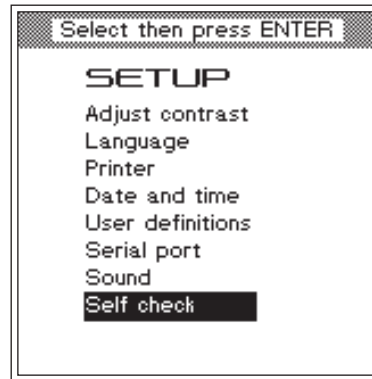 Select then press ENTER
SETUP
Adjust contrast
Language
Printer
Date and time
User definitions
Serial port
Sound
Self check